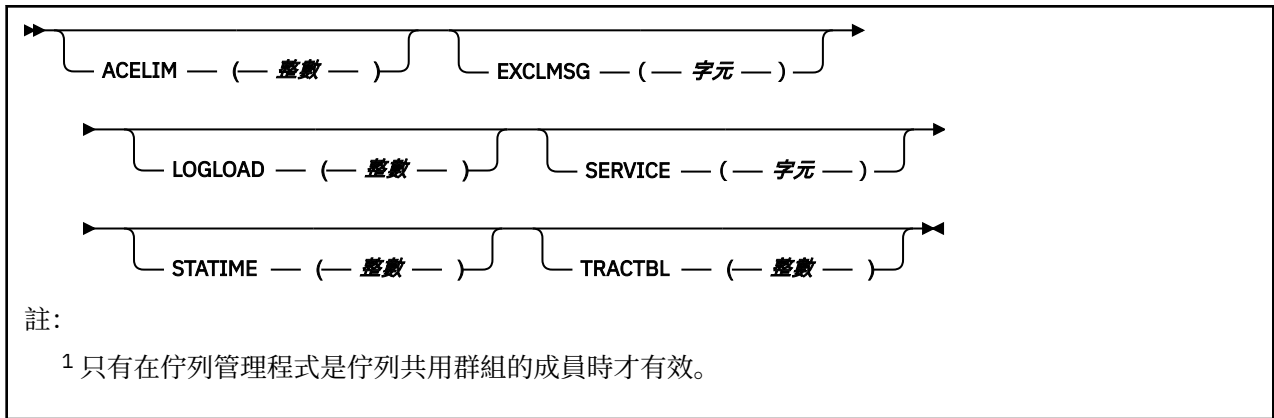 ACELIM — ( — 整數 — ) EXCLMSG — ( — 字元 — )
LOGLOAD — ( — 整數 — ) SERVICE — ( — 字元 — )
STATIME — ( — 整數 — ) TRACTBL — ( — 整數 — )
註:
1 只有在佇列管理程式是佇列共用群組的成員時才有效。